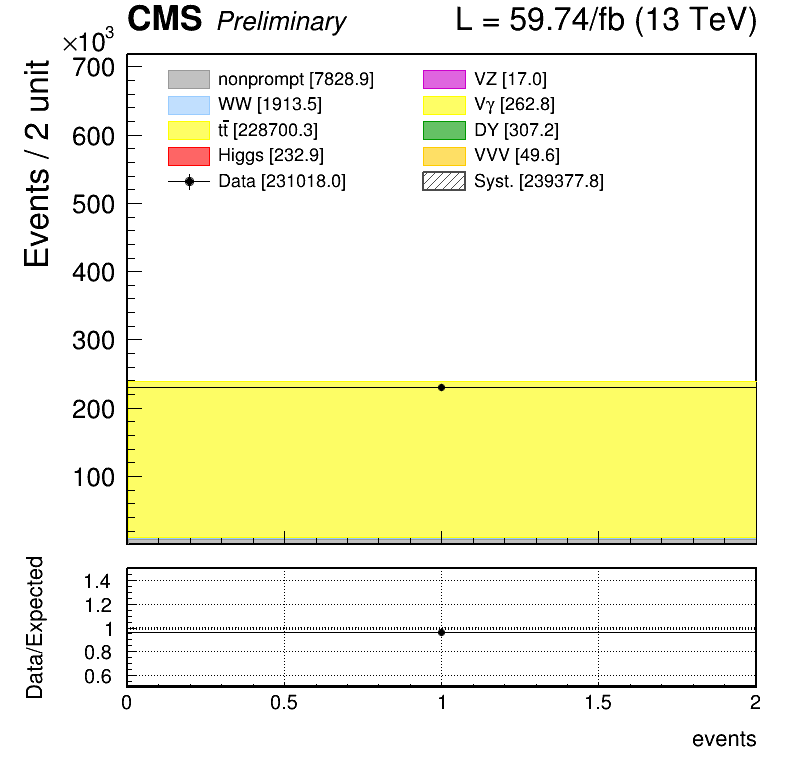 CMS Preliminary L = 59.74/fb (13 TeV)
×10³
Events / 2 unit
700
600
500
400
300
200
100
nonprompt [7828.9]
WW [1913.5]
tt̄ [228700.3]
Higgs [232.9]
Data [231018.0]
VZ [17.0]
Vγ [262.8]
DY [307.2]
VVV [49.6]
Syst. [239377.8]
Data/Expected
1.4
1.2
1
0.8
0.6
0 0.5 1 1.5 2
events